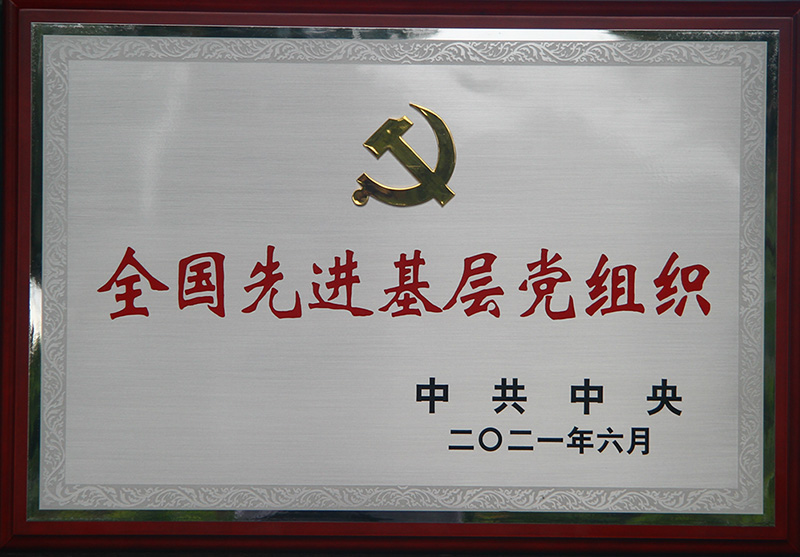 全国先进基层党组织
中共中央
二〇二一年六月